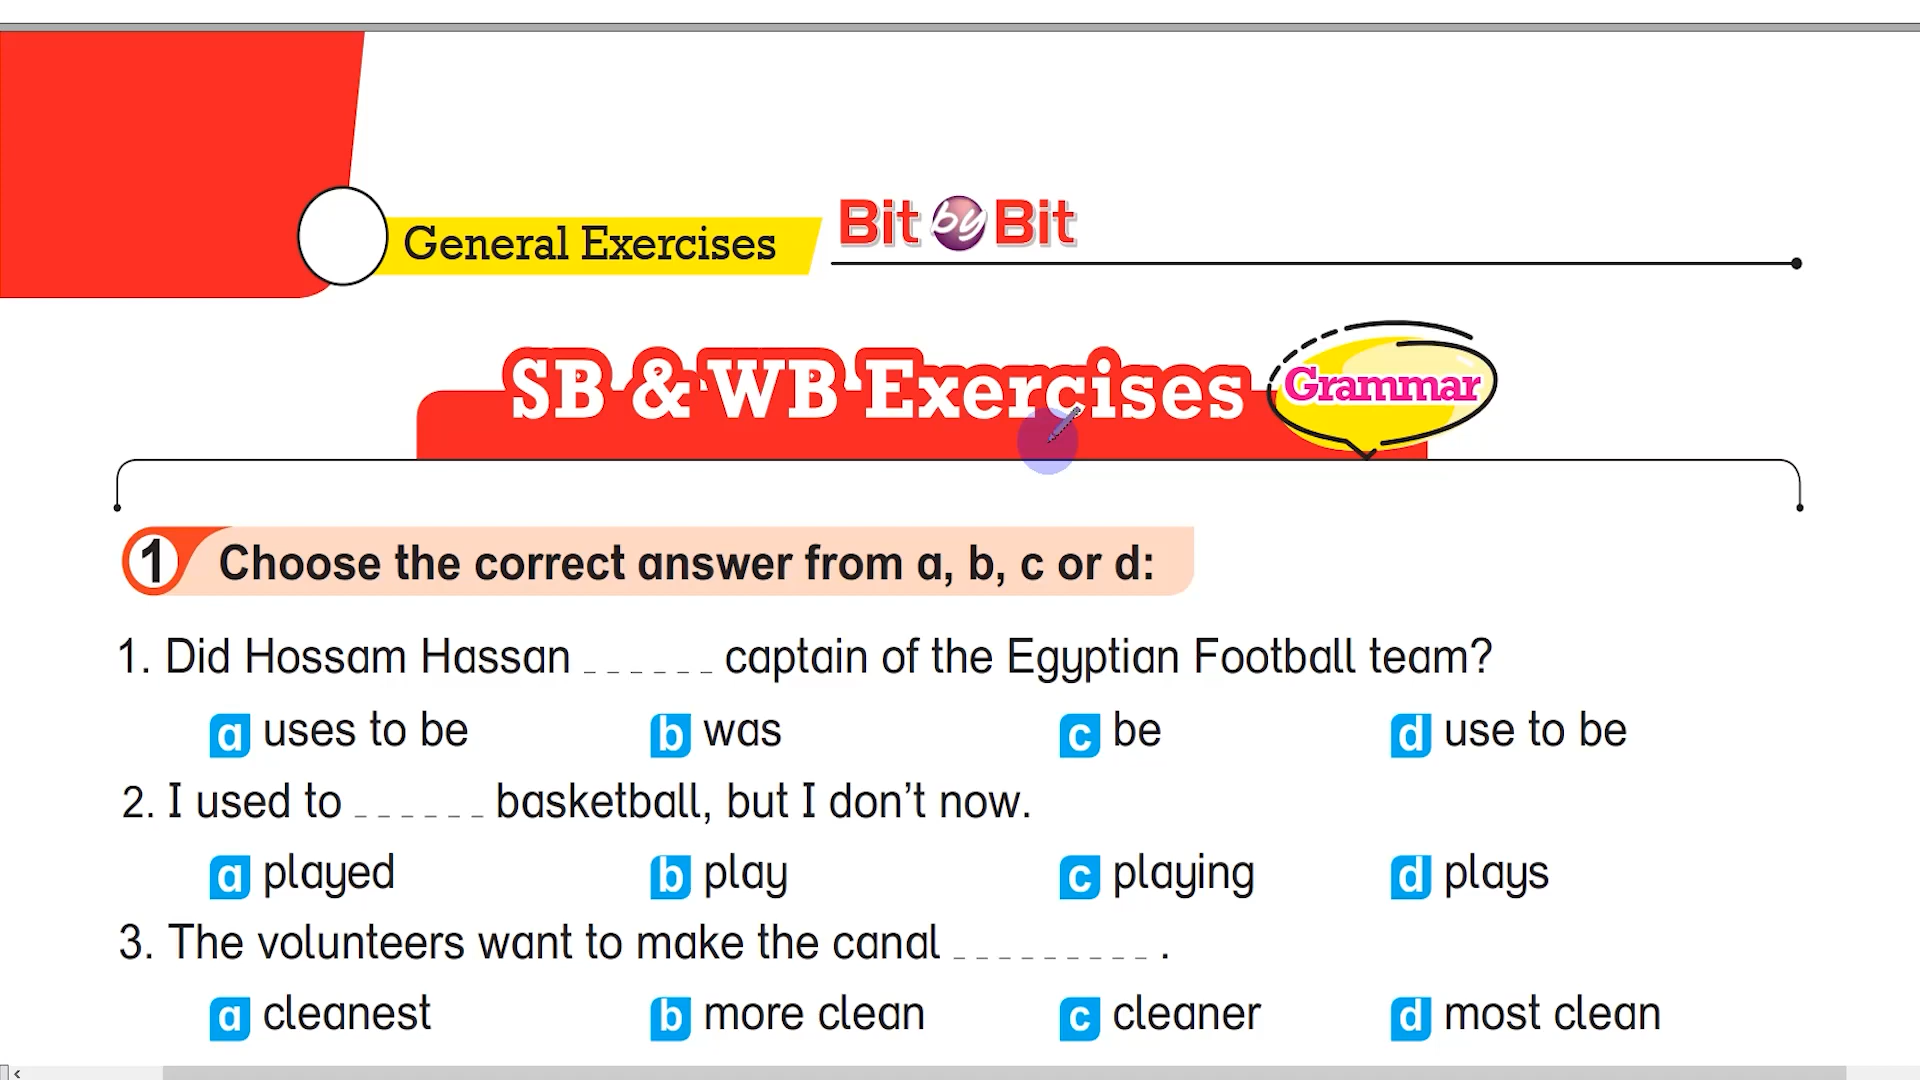 General Exercises
Bit by Bit
SB & WB Exercises
Grammar
1 Choose the correct answer from a, b, c or d:
1. Did Hossam Hassan ______ captain of the Egyptian Football team?
a uses to be b was c be d use to be
2. I used to ______ basketball, but I don’t now.
a played b play c playing d plays
3. The volunteers want to make the canal _________ .
a cleanest b more clean c cleaner d most clean